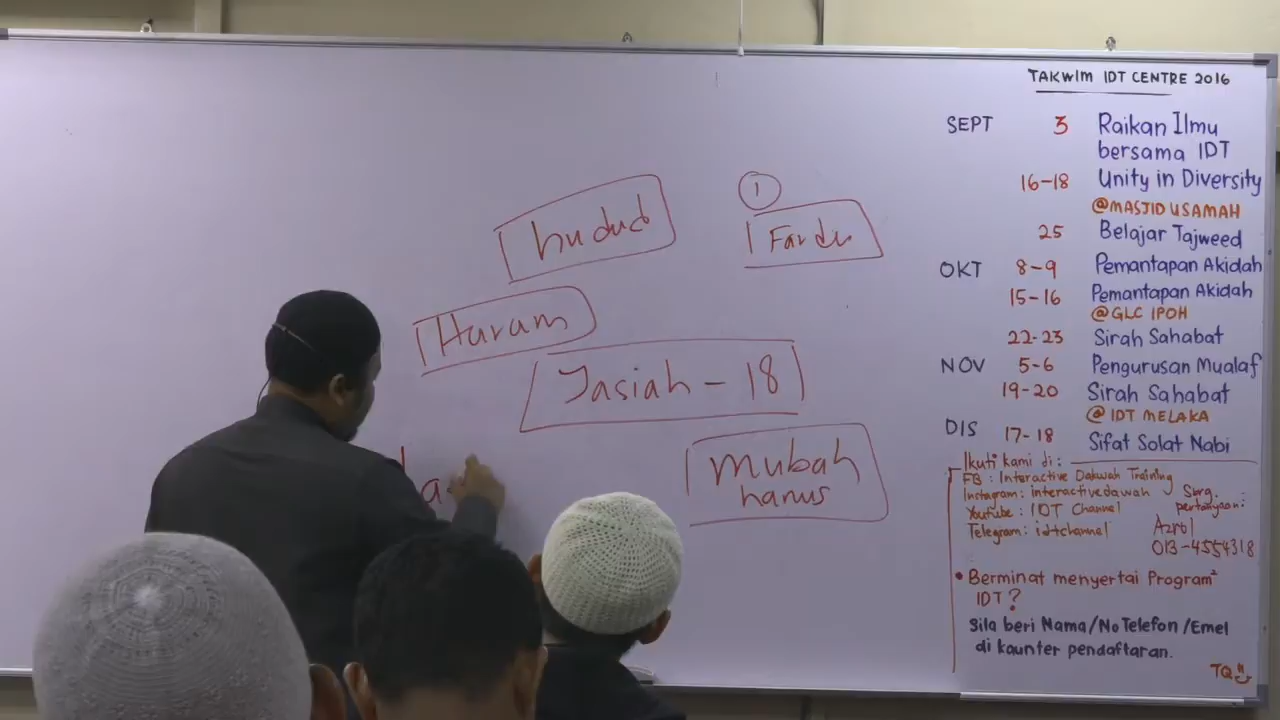 hudud
1
Fardu
Haram
Jasiah - 18
Mubah
harus
a
TAKWIM IDT CENTRE 2016
SEPT 3 Raikan Ilmu
bersama IDT
16-18 Unity in Diversity
@MASJID USAMAH
25 Belajar Tajweed
OKT 8-9 Pemantapan Akidah
15-16 Pemantapan Akidah
@GLC IPOH
22-23 Sirah Sahabat
NOV 5-6 Pengurusan Mualaf
19-20 Sirah Sahabat
@ IDT MELAKA
DIS 17-18 Sifat Solat Nabi
Ikuti kami di:
FB: Interactive Dakwah Training
Instagram: interactivedawah
Youtube: IDT Channel
Telegram: idtchannel
Sbrg.
pertanyaan:
Azrol
013-4554318
• Berminat menyertai Program²
IDT?
Sila beri Nama/No Telefon/Emel
di kaunter pendaftaran.
TQ